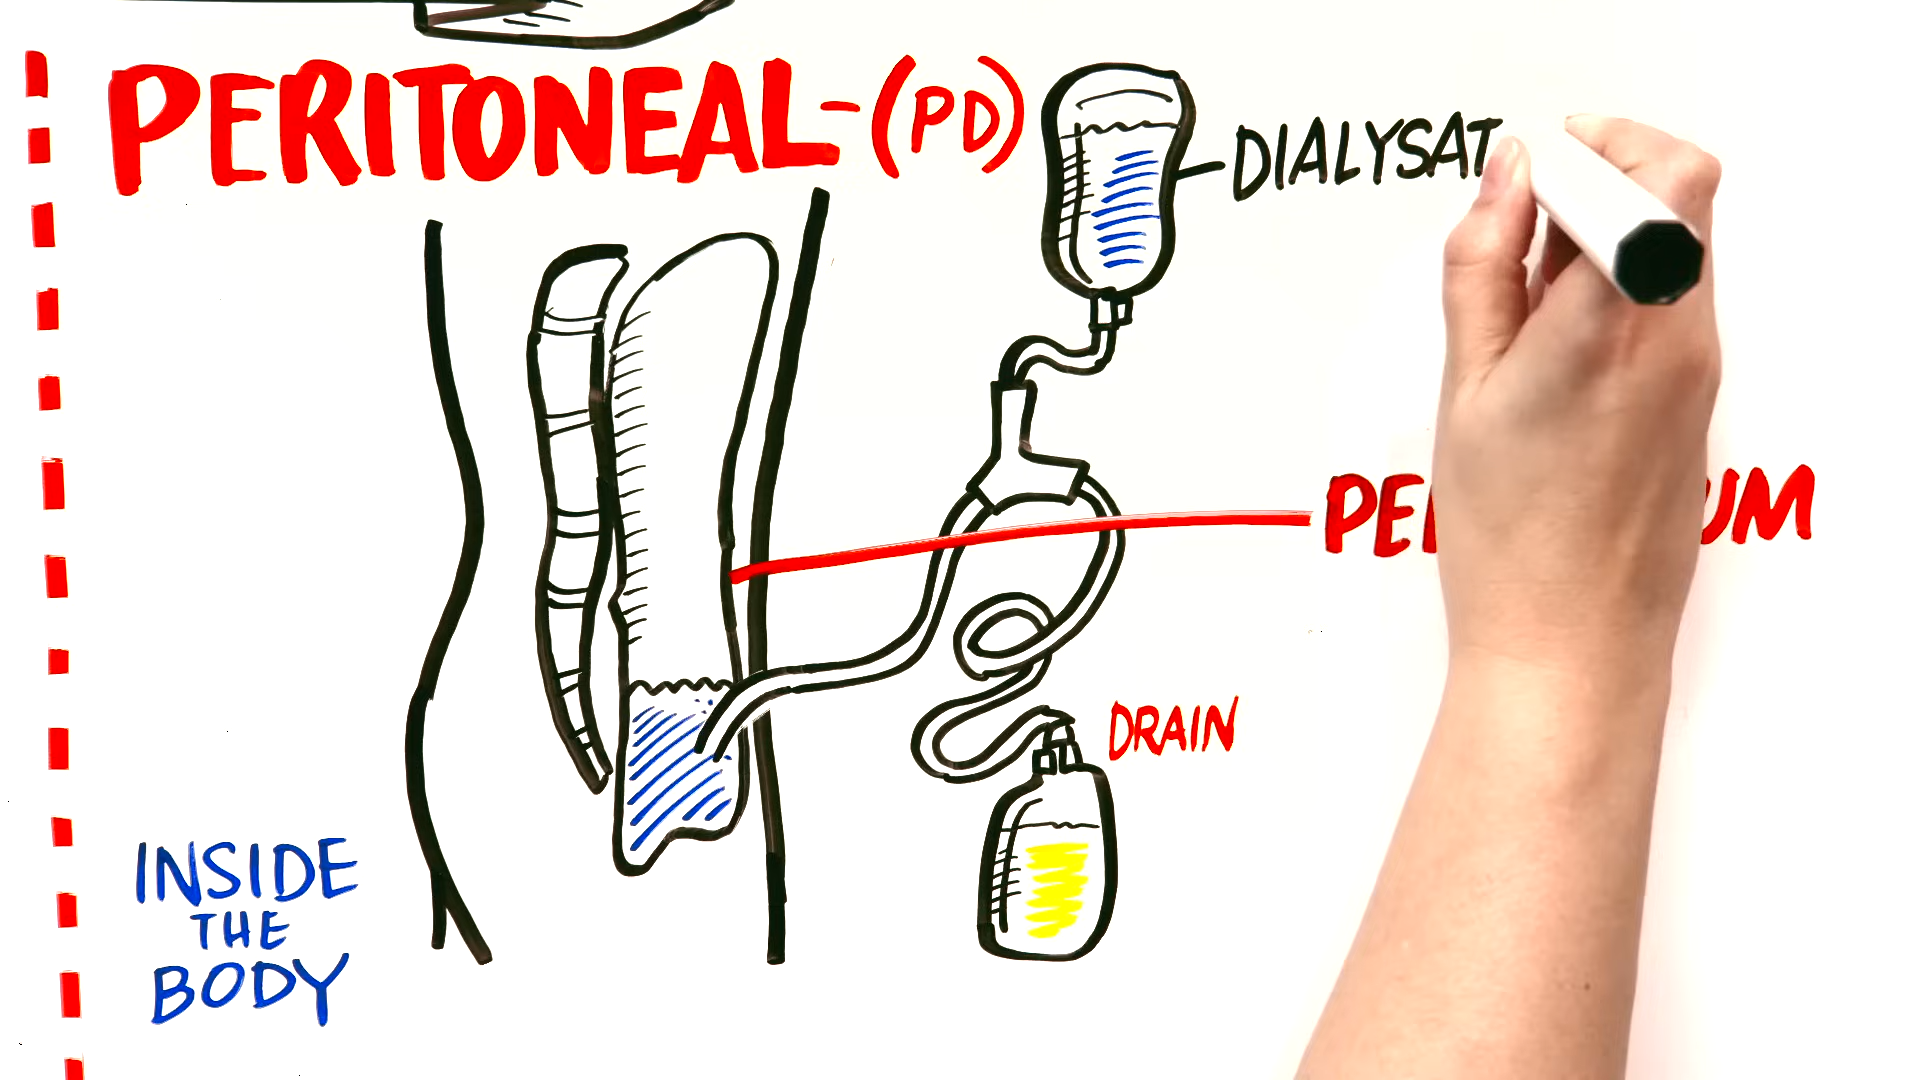 PERITONEAL-(PD)
DIALYSAT
DRAIN
INSIDE
THE
BODY